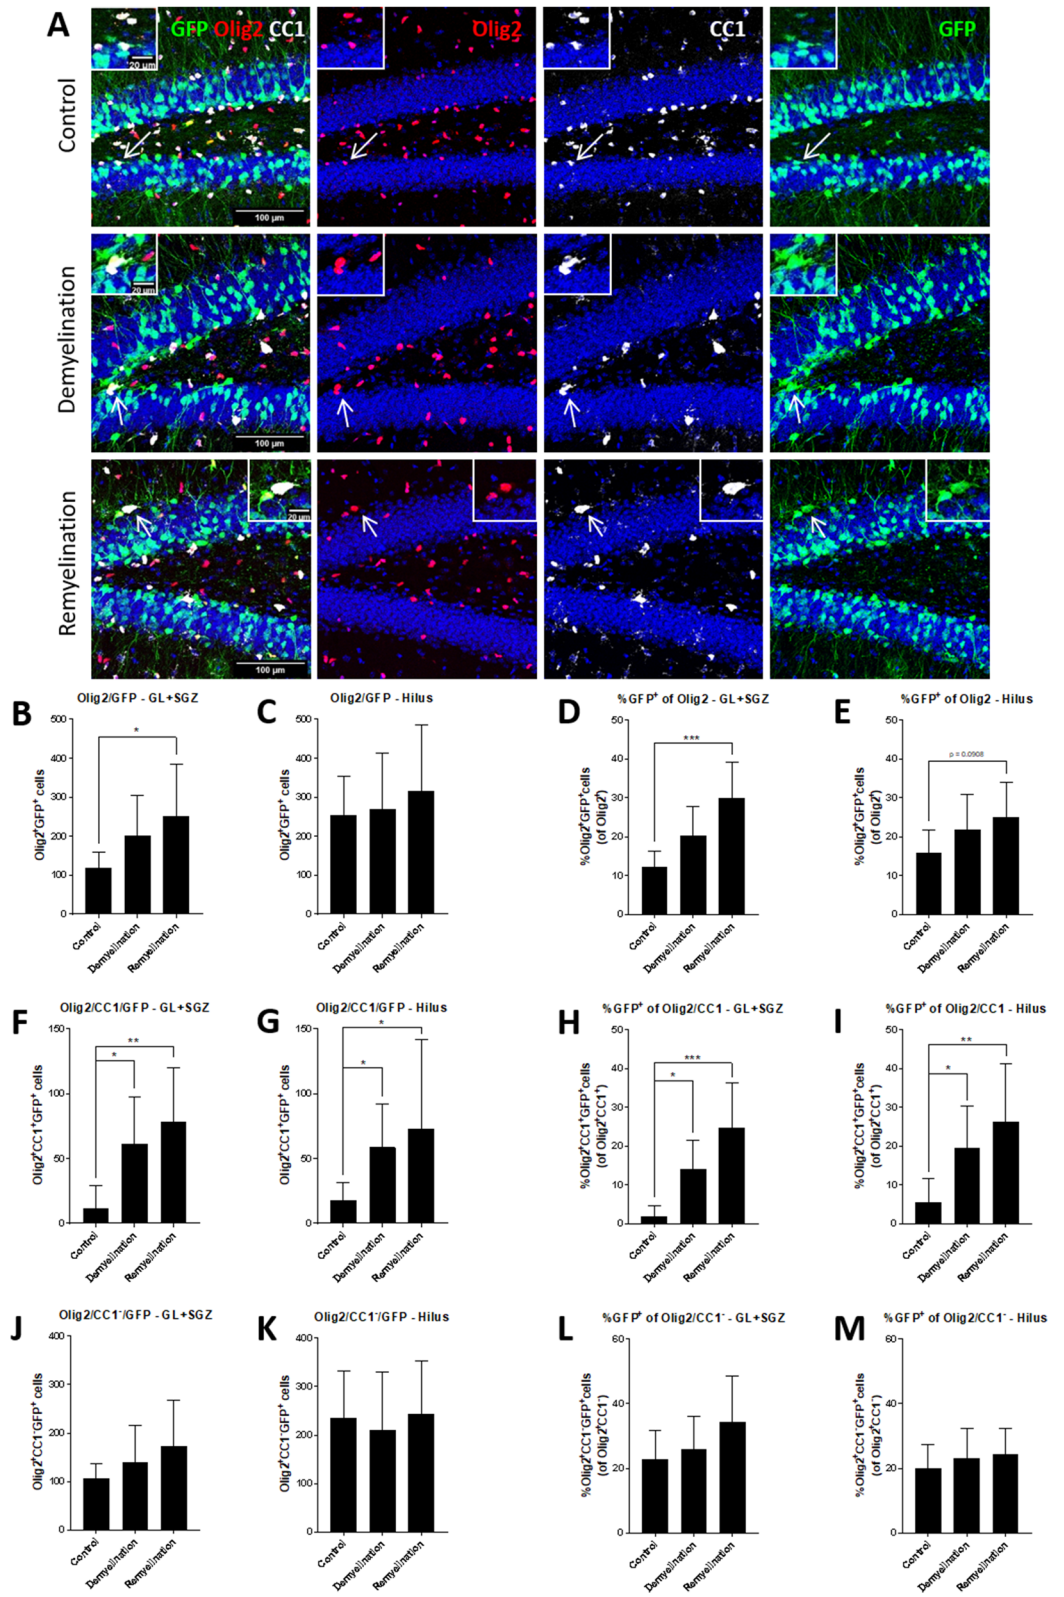 A
GFP Olig2 CC1
Olig2
CC1
GFP
20 µm
Control
100 µm
20 µm
Demyelination
100 µm
20 µm
Remyelination
100 µm
B
Olig2/GFP - GL+SGZ
Olig2⁺GFP⁺ cells
500
400
300
200
100
0
*
Control
Demyelination
Remyelination
C
Olig2/GFP - Hilus
Olig2⁺GFP⁺ cells
500
400
300
200
100
0
Control
Demyelination
Remyelination
D
%GFP⁺ of Olig2 - GL+SGZ
%Olig2⁺GFP⁺cells
(of Olig2⁺)
50
40
30
20
10
0
***
Control
Demyelination
Remyelination
E
%GFP⁺ of Olig2 - Hilus
%Olig2⁺GFP⁺cells
(of Olig2⁺)
50
40
30
20
10
0
p = 0.0908
Control
Demyelination
Remyelination
F
Olig2/CC1/GFP - GL+SGZ
Olig2⁺CC1⁺GFP⁺ cells
150
100
50
0
**
*
Control
Demyelination
Remyelination
G
Olig2/CC1/GFP - Hilus
Olig2⁺CC1⁺GFP⁺ cells
150
100
50
0
*
*
Control
Demyelination
Remyelination
H
%GFP⁺ of Olig2/CC1 - GL+SGZ
%Olig2⁺CC1⁺GFP⁺cells
(of Olig2⁺CC1⁺)
50
40
30
20
10
0
***
*
Control
Demyelination
Remyelination
I
%GFP⁺ of Olig2/CC1 - Hilus
%Olig2⁺CC1⁺GFP⁺cells
(of Olig2⁺CC1⁺)
50
40
30
20
10
0
**
*
Control
Demyelination
Remyelination
J
Olig2/CC1⁻/GFP - GL+SGZ
Olig2⁺CC1⁻GFP⁺ cells
400
300
200
100
0
Control
Demyelination
Remyelination
K
Olig2/CC1⁻/GFP - Hilus
Olig2⁺CC1⁻GFP⁺ cells
400
300
200
100
0
Control
Demyelination
Remyelination
L
%GFP⁺ of Olig2/CC1⁻ - GL+SGZ
%Olig2⁺CC1⁻GFP⁺cells
(of Olig2⁺CC1⁻)
60
40
20
0
Control
Demyelination
Remyelination
M
%GFP⁺ of Olig2/CC1⁻ - Hilus
%Olig2⁺CC1⁻GFP⁺cells
(of Olig2⁺CC1⁻)
60
40
20
0
Control
Demyelination
Remyelination